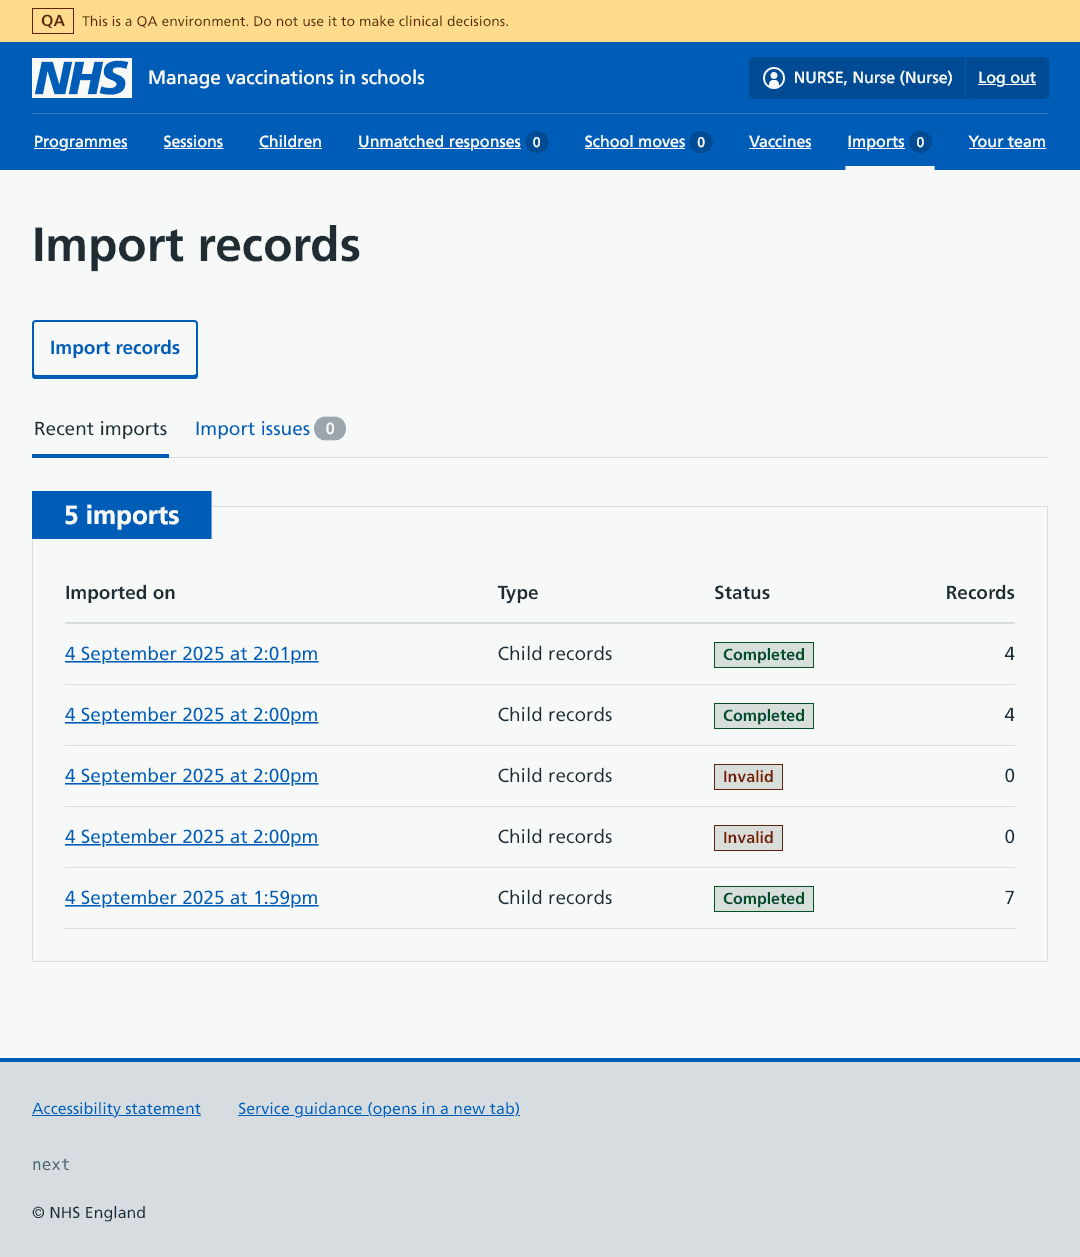 QA This is a QA environment. Do not use it to make clinical decisions.
NHS Manage vaccinations in schools NURSE, Nurse (Nurse) Log out
Programmes Sessions Children Unmatched responses 0 School moves 0 Vaccines Imports 0 Your team
Import records
Import records
Recent imports Import issues 0
5 imports
Imported on Type Status Records
4 September 2025 at 2:01pm Child records Completed 4
4 September 2025 at 2:00pm Child records Completed 4
4 September 2025 at 2:00pm Child records Invalid 0
4 September 2025 at 2:00pm Child records Invalid 0
4 September 2025 at 1:59pm Child records Completed 7
Accessibility statement Service guidance (opens in a new tab)
next
© NHS England